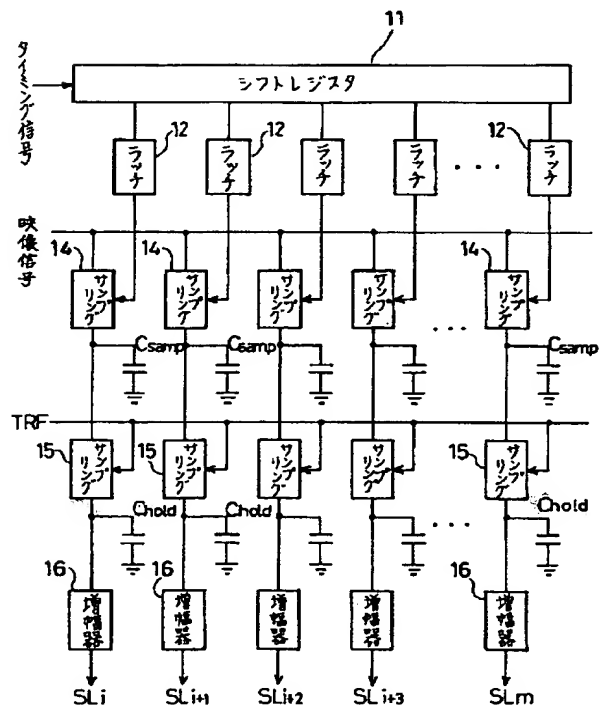 11
タイミング信号
シフトレジスタ
12 12 12
ラッチ ラッチ ラッチ ラッチ ... ラッチ
映像信号
14 14 14
サンプリング サンプリング サンプリング サンプリング ... サンプリング
Csamp Csamp Csamp
TRF
15 15 15
サンプリング サンプリング サンプリング サンプリング サンプリング
Chold Chold ... Chold
16 16 16
増幅器 増幅器 増幅器 増幅器 増幅器
SLi SLi+1 SLi+2 SLi+3 SLm